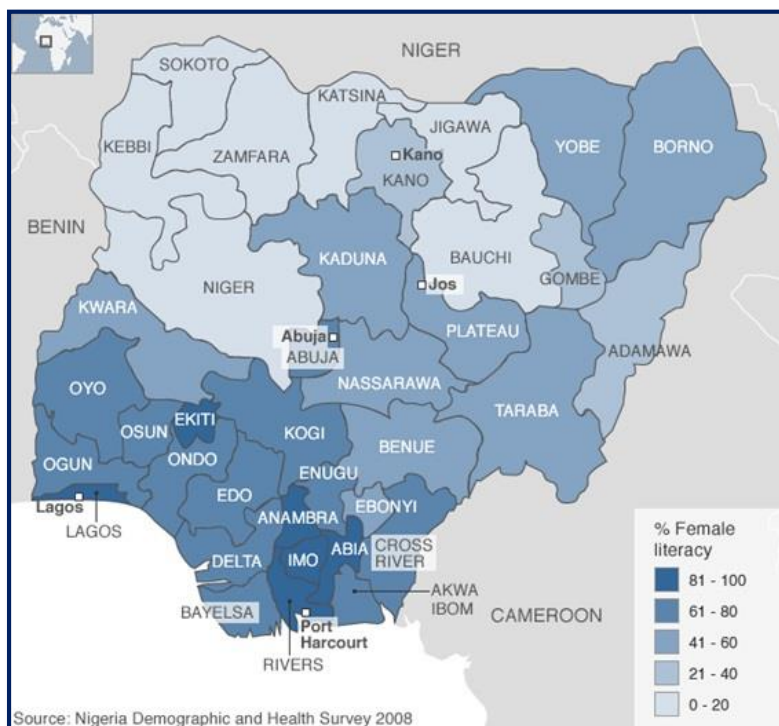 NIGER
SOKOTO
KATSINA
JIGAWA
KEBBI
ZAMFARA
YOBE
BORNO
Kano
KANO
BENIN
KADUNA
BAUCHI
GOMBE
NIGER
Jos
KWARA
Abuja
ABUJA
PLATEAU
ADAMAWA
NASSARAWA
OYO
TARABA
EKITI
OSUN
KOGI
BENUE
OGUN
ONDO
ENUGU
EDO
EBONYI
Lagos
ANAMBRA
LAGOS
ABIA
CROSS
RIVER
DELTA
IMO
AKWA
IBOM
BAYELSA
Port
Harcourt
RIVERS
CAMEROON
% Female
literacy
81 - 100
61 - 80
41 - 60
21 - 40
0 - 20
Source: Nigeria Demographic and Health Survey 2008